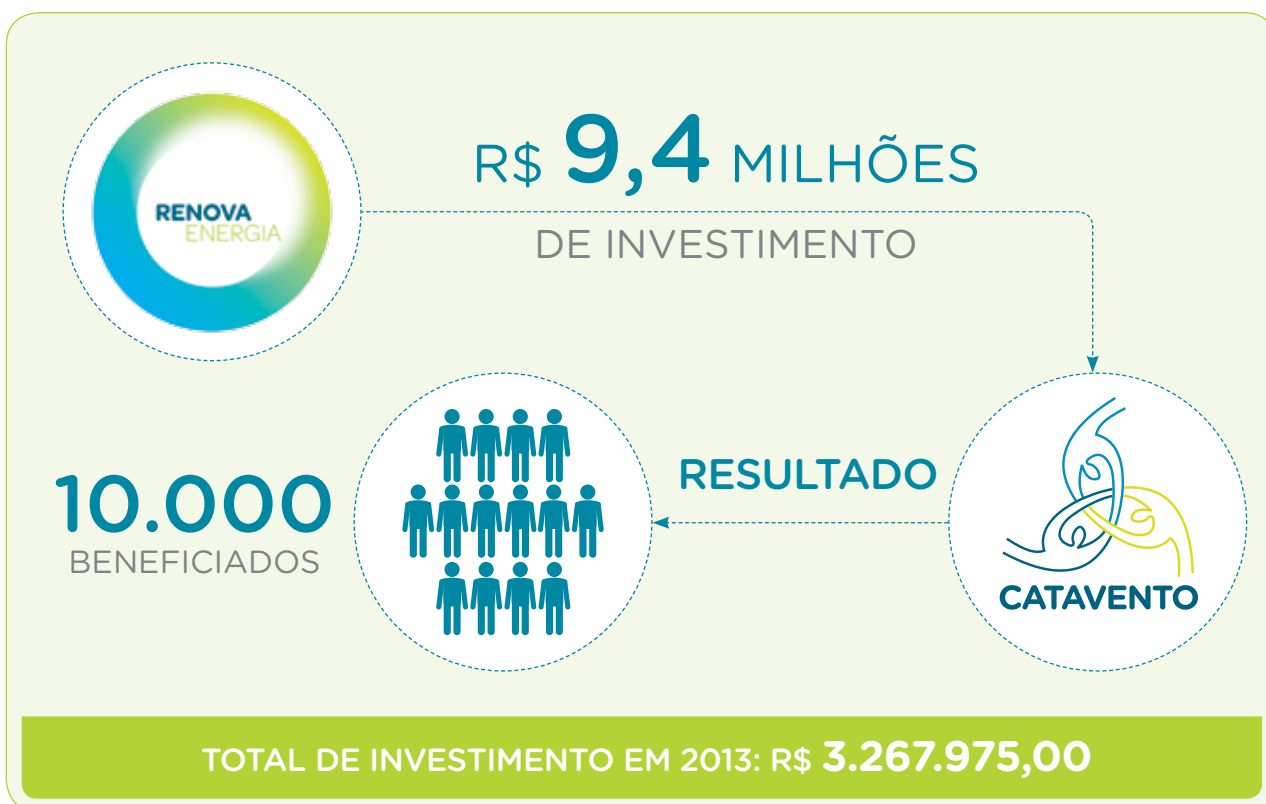 RENOVA
ENERGIA
R$ 9,4 MILHÕES
DE INVESTIMENTO
10.000
BENEFICIADOS
RESULTADO
CATAVENTO
TOTAL DE INVESTIMENTO EM 2013: R$ 3.267.975,00